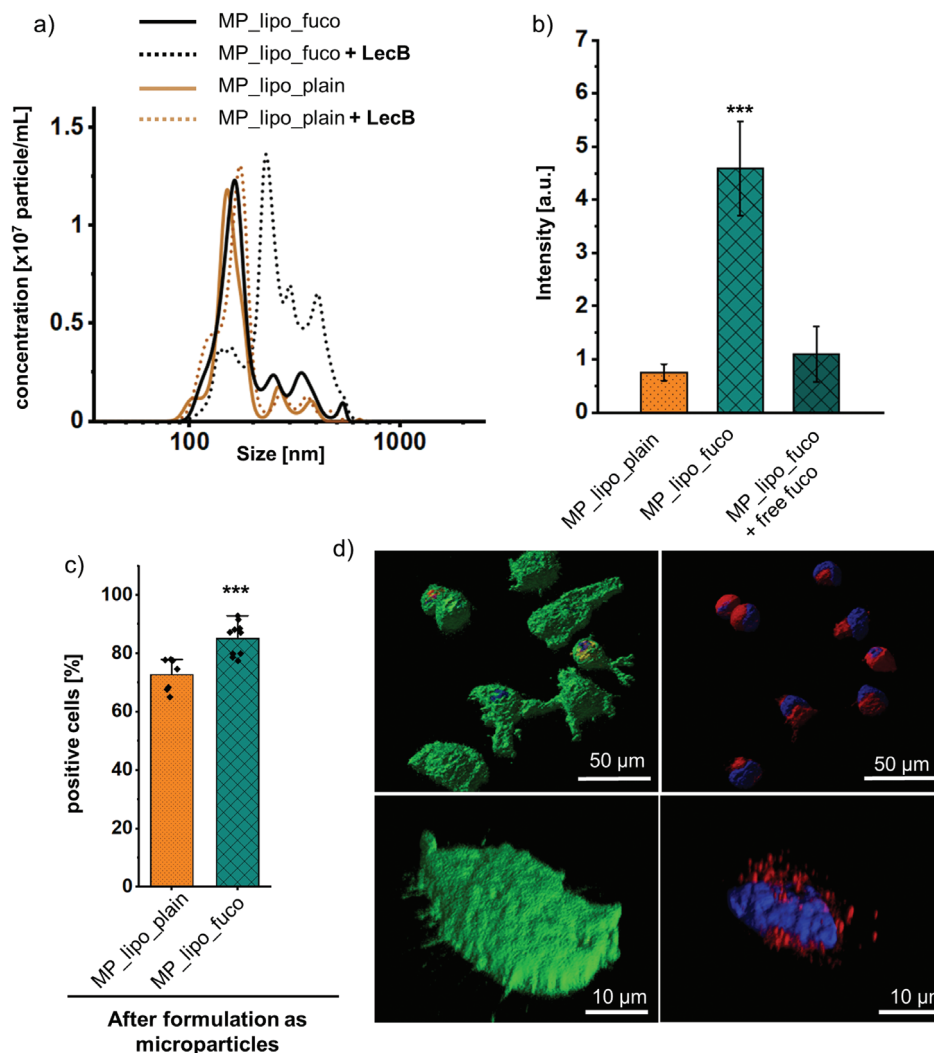 a)
MP_lipo_fuco
MP_lipo_fuco + LecB
MP_lipo_plain
MP_lipo_plain + LecB
concentration [x10⁷ particle/mL]
1.5
1
0.5
0
100
1000
Size [nm]
b)
Intensity [a.u.]
7
6
5
4
3
2
1
0
***
MP_lipo_plain
MP_lipo_fuco
MP_lipo_fuco
+ free fuco
c)
positive cells [%]
100
80
60
40
20
0
***
MP_lipo_plain
MP_lipo_fuco
After formulation as
microparticles
d)
50 µm
50 µm
10 µm
10 µm